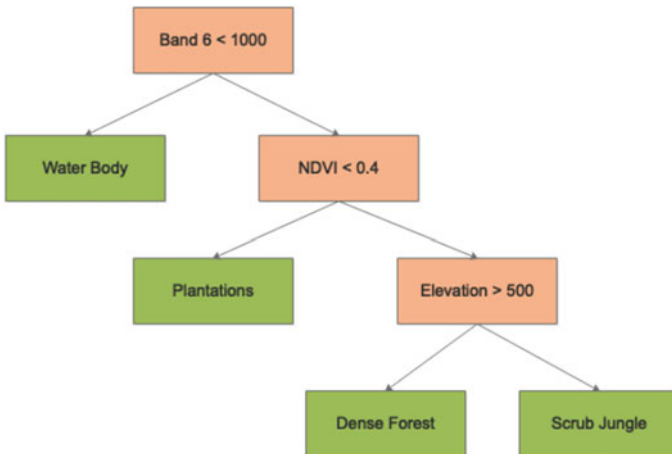 Band 6 < 1000
Water Body
NDVI < 0.4
Plantations
Elevation > 500
Dense Forest
Scrub Jungle